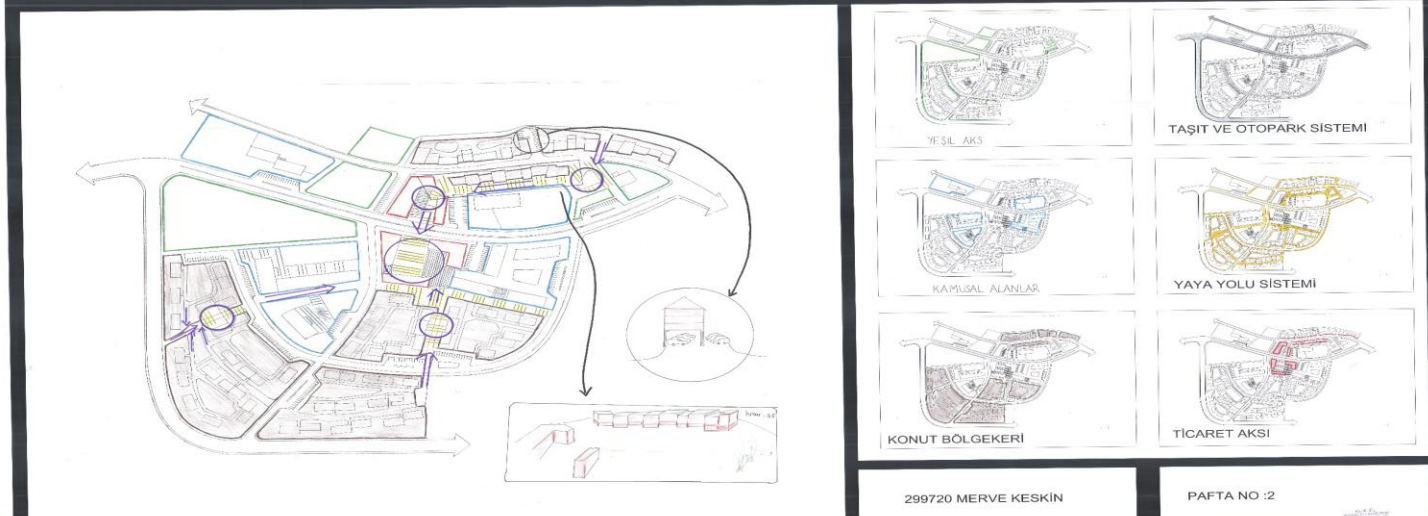 YEŞİL AKS
TAŞIT VE OTOPARK SİSTEMİ
KAMUSAL ALANLAR
YAYA YOLU SİSTEMİ
KONUT BÖLGEKERİ
TİCARET AKSI
299720 MERVE KESKİN
PAFTA NO :2